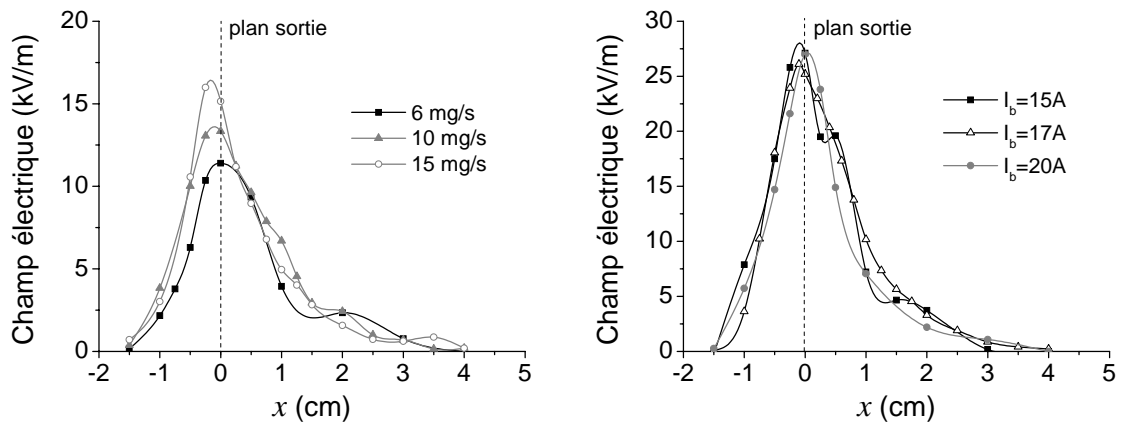 Champ électrique (kV/m)
20
15
10
5
0
plan sortie
6 mg/s
10 mg/s
15 mg/s
-2 -1 0 1 2 3 4 5
x (cm)
Champ électrique (kV/m)
30
25
20
15
10
5
0
plan sortie
I_b=15A
I_b=17A
I_b=20A
-2 -1 0 1 2 3 4 5
x (cm)